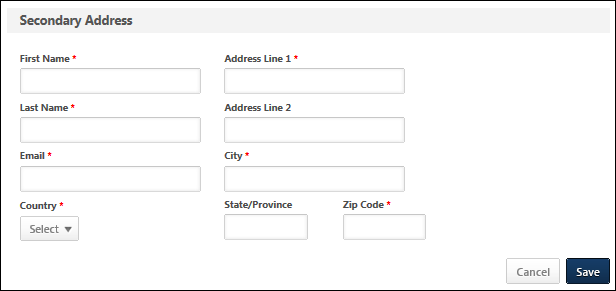 Secondary Address
First Name * Address Line 1 *
Last Name * Address Line 2
Email * City *
Country * State/Province Zip Code *
Select
Cancel Save